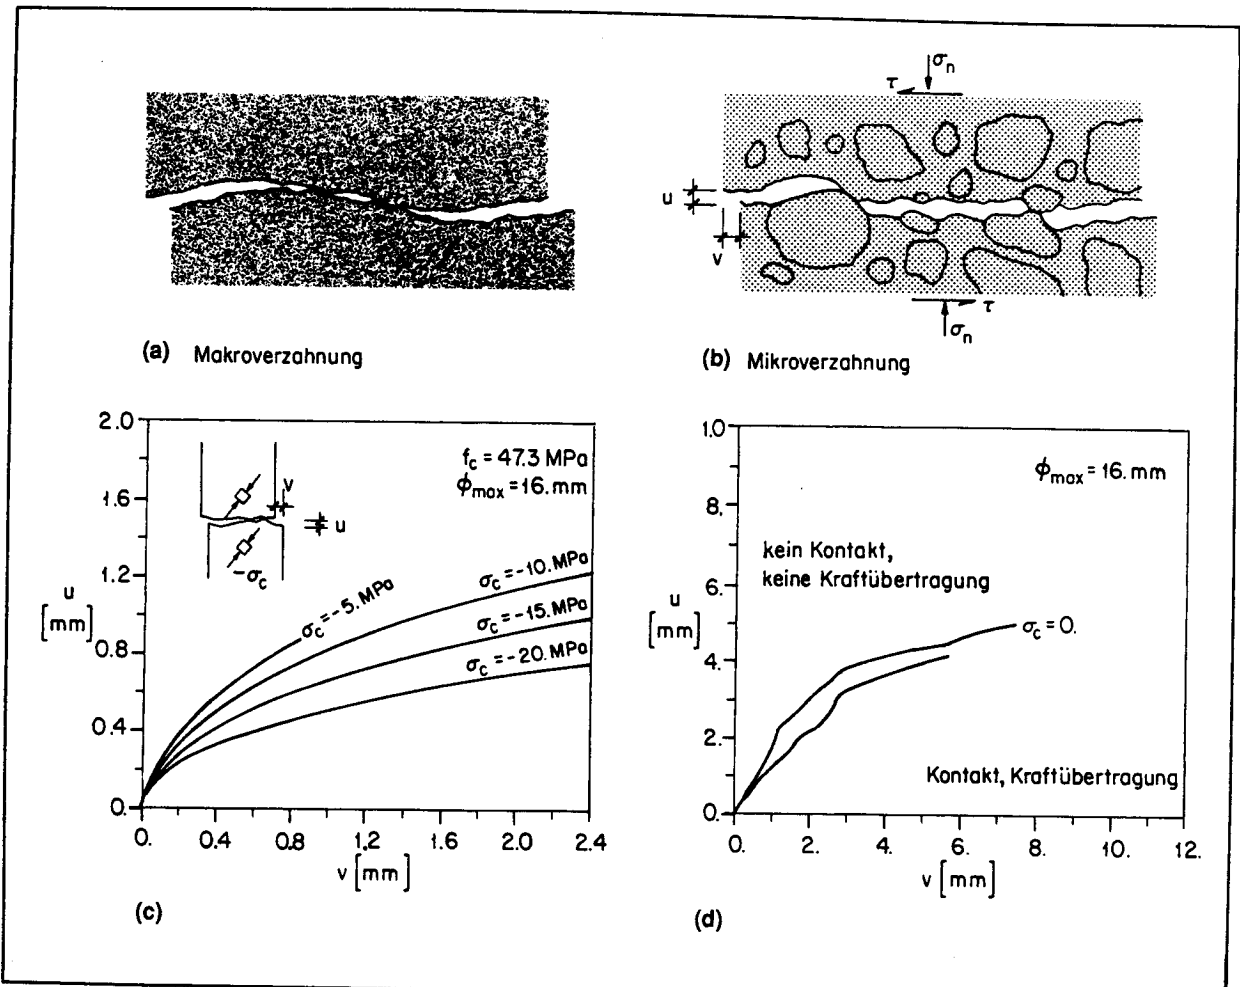 σn
τ
u
v
τ
σn
(a) Makroverzahnung
(b) Mikroverzahnung
2.0
1.6
1.2
u
[mm]
0.8
0.4
0.
fc = 47.3 MPa
ϕmax = 16. mm
v
u
-σc
σc = -5. MPa
σc = -10. MPa
σc = -15. MPa
σc = -20. MPa
0. 0.4 0.8 1.2 1.6 2.0 2.4
v [mm]
(c)
10.
8.
6.
u
[mm]
4.
2.
0.
ϕmax = 16. mm
kein Kontakt,
keine Kraftübertragung
σc = 0.
Kontakt, Kraftübertragung
0. 2. 4. 6. 8. 10. 12.
v [mm]
(d)